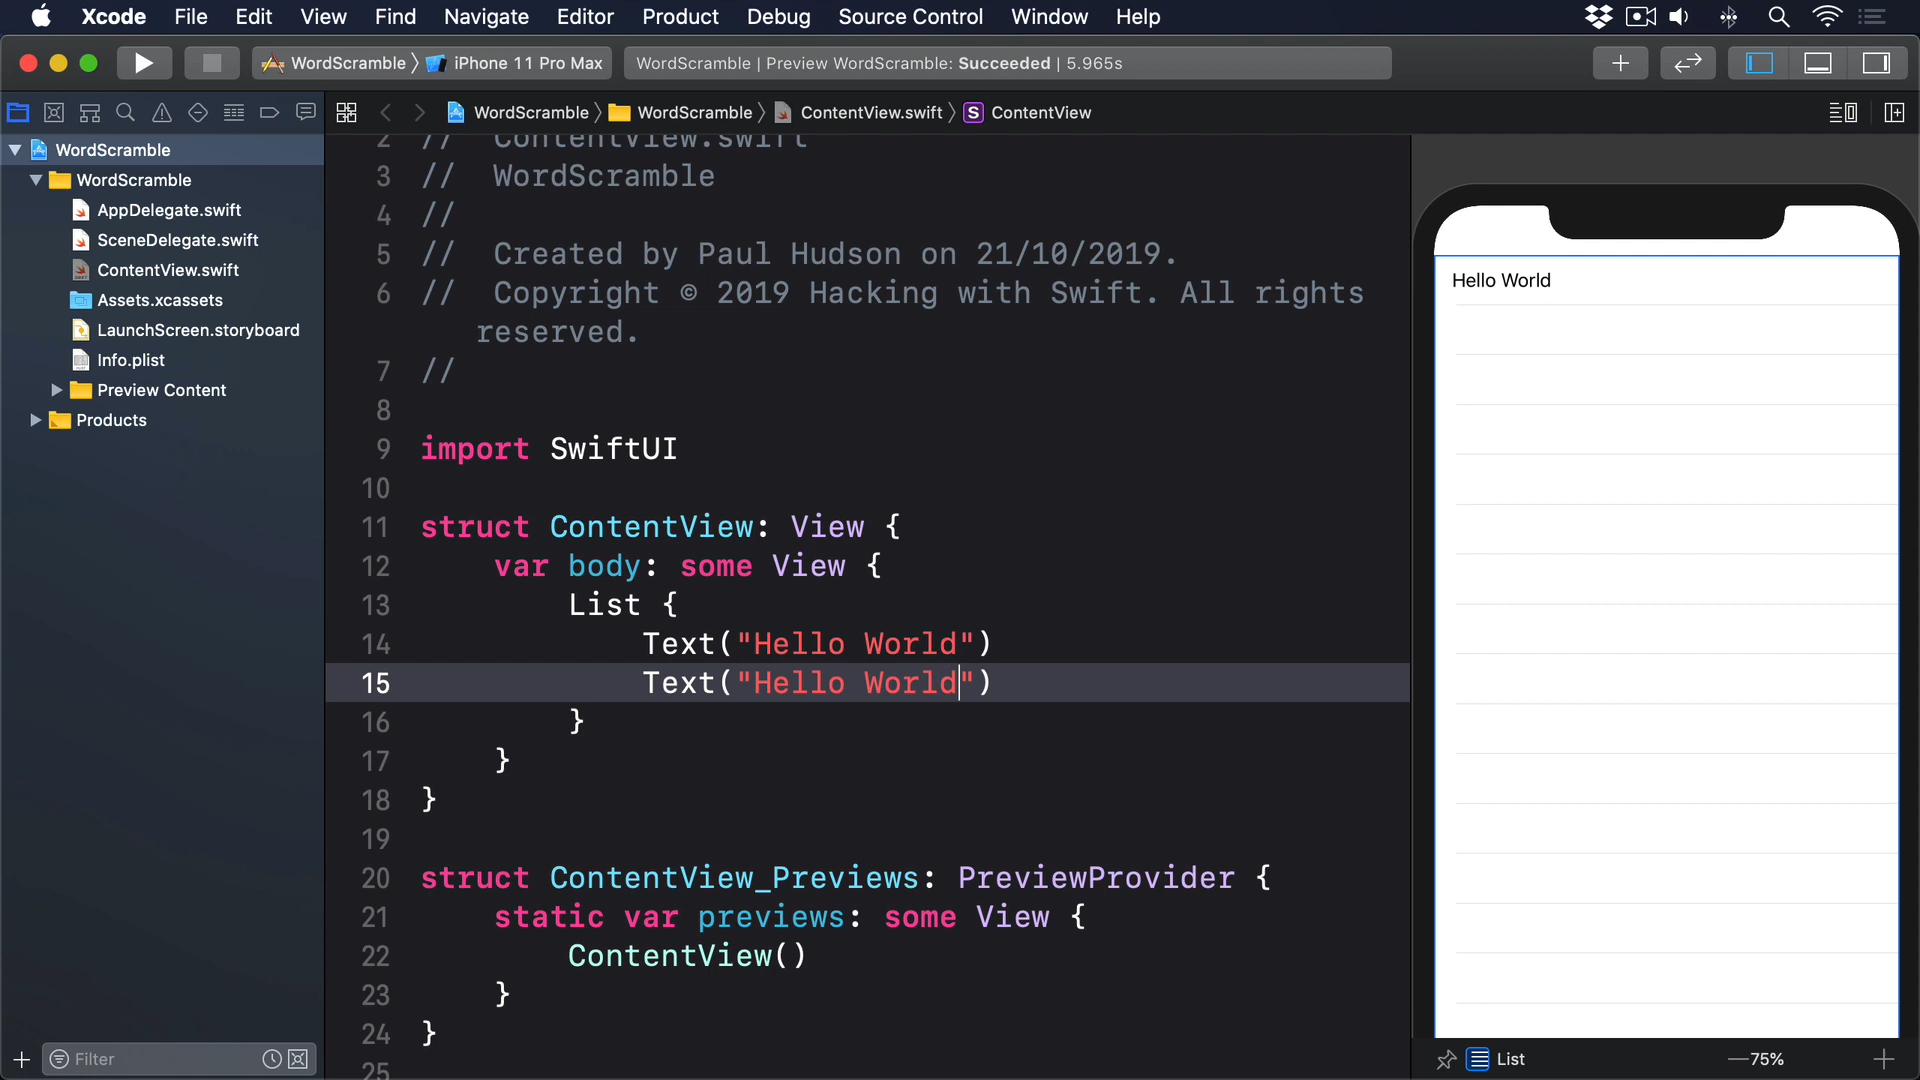 Xcode File Edit View Find Navigate Editor Product Debug Source Control Window Help
WordScramble iPhone 11 Pro Max
WordScramble | Preview WordScramble: Succeeded | 5.965s
WordScramble WordScramble ContentView.swift S ContentView
WordScramble
WordScramble
AppDelegate.swift
SceneDelegate.swift
ContentView.swift
Assets.xcassets
LaunchScreen.storyboard
Info.plist
Preview Content
Products
Filter
2 // ContentView.swift
3 // WordScramble
4 //
5 // Created by Paul Hudson on 21/10/2019.
6 // Copyright © 2019 Hacking with Swift. All rights
reserved.
7 //
8
9 import SwiftUI
10
11 struct ContentView: View {
12 var body: some View {
13 List {
14 Text("Hello World")
15 Text("Hello World")
16 }
17 }
18 }
19
20 struct ContentView_Previews: PreviewProvider {
21 static var previews: some View {
22 ContentView()
23 }
24 }
25
Hello World
List
75%